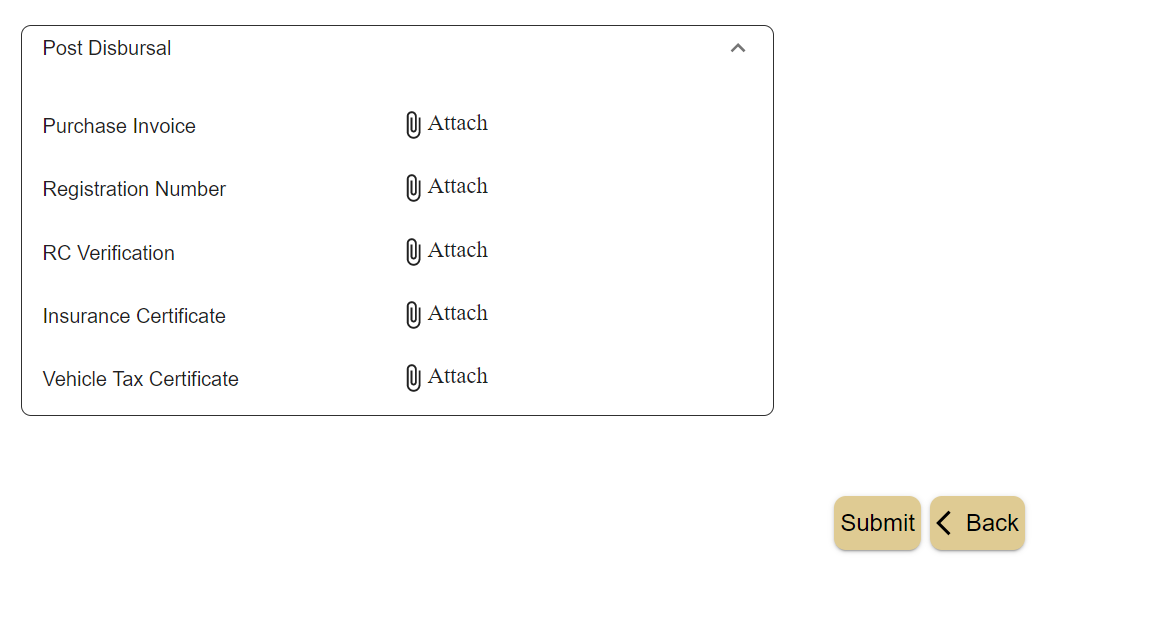 Post Disbursal
Purchase Invoice Attach
Registration Number Attach
RC Verification Attach
Insurance Certificate Attach
Vehicle Tax Certificate Attach
Submit Back